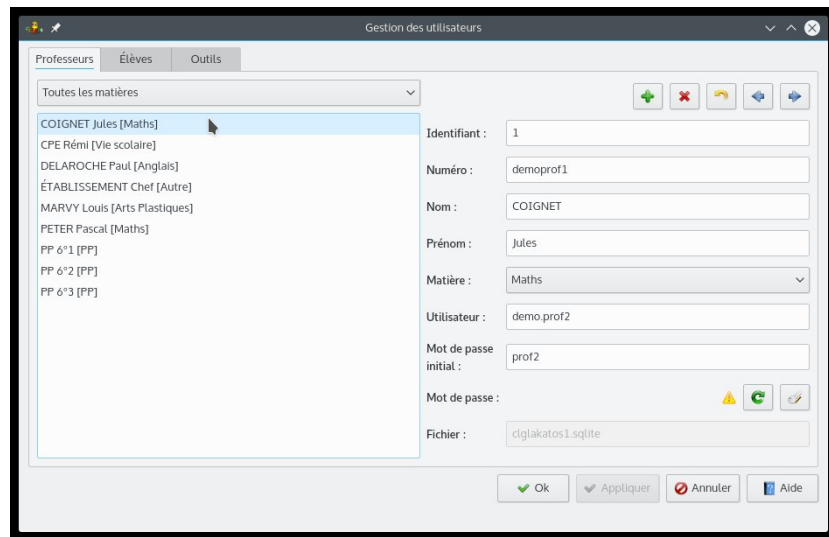 Gestion des utilisateurs
Professeurs Élèves Outils
Toutes les matières
COIGNET Jules [Maths]
CPE Rémi [Vie scolaire]
DELAROCHE Paul [Anglais]
ÉTABLISSEMENT Chef [Autre]
MARVY Louis [Arts Plastiques]
PETER Pascal [Maths]
PP 6°1 [PP]
PP 6°2 [PP]
PP 6°3 [PP]
Identifiant : 1
Numéro : demoprof1
Nom : COIGNET
Prénom : Jules
Matière : Maths
Utilisateur : demo.prof2
Mot de passe
initial : prof2
Mot de passe :
Fichier : clglakatos1.sqlite
Ok Appliquer Annuler Aide